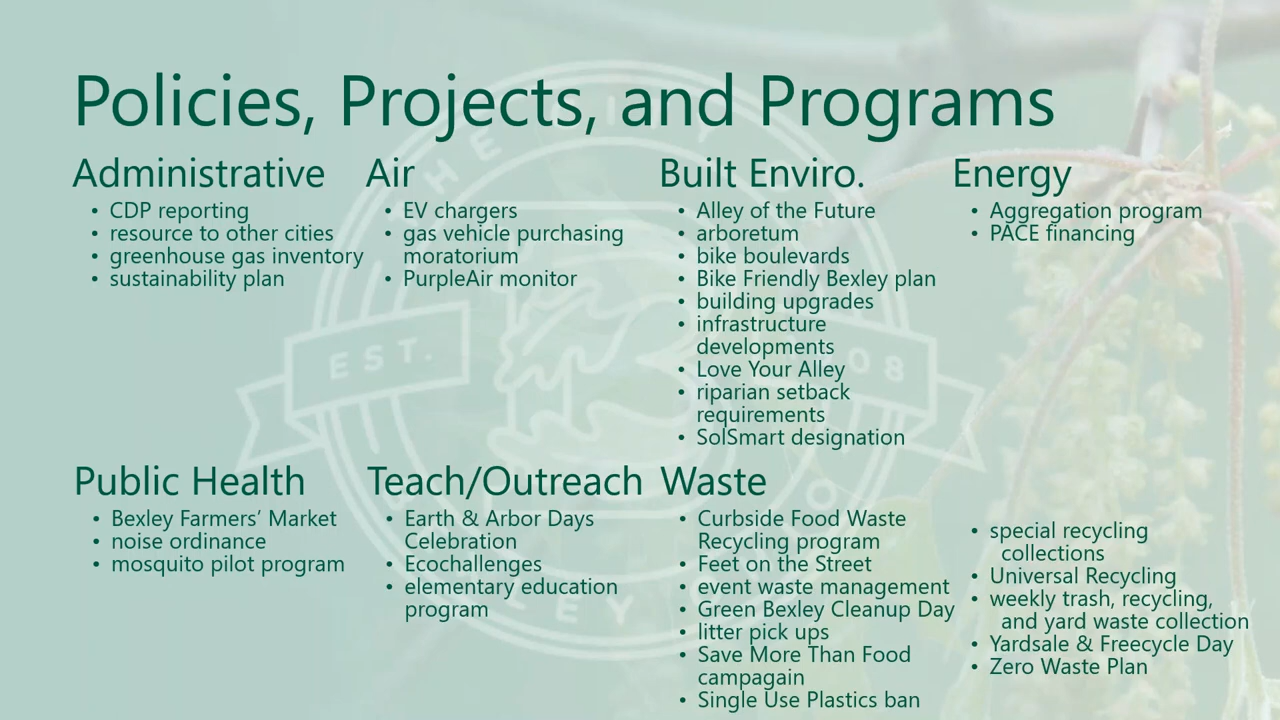 Policies, Projects, and Programs
Administrative
• CDP reporting
• resource to other cities
• greenhouse gas inventory
• sustainability plan
Air
• EV chargers
• gas vehicle purchasing
moratorium
• PurpleAir monitor
Built Enviro.
• Alley of the Future
• arboretum
• bike boulevards
• Bike Friendly Bexley plan
• building upgrades
• infrastructure
developments
• Love Your Alley
• riparian setback
requirements
• SolSmart designation
Energy
• Aggregation program
• PACE financing
Public Health
• Bexley Farmers’ Market
• noise ordinance
• mosquito pilot program
Teach/Outreach
• Earth & Arbor Days
Celebration
• Ecochallenges
• elementary education
program
Waste
• Curbside Food Waste
Recycling program
• Feet on the Street
• event waste management
• Green Bexley Cleanup Day
• litter pick ups
• Save More Than Food
campagain
• Single Use Plastics ban
• special recycling
collections
• Universal Recycling
• weekly trash, recycling,
and yard waste collection
• Yardsale & Freecycle Day
• Zero Waste Plan
THE
EST.